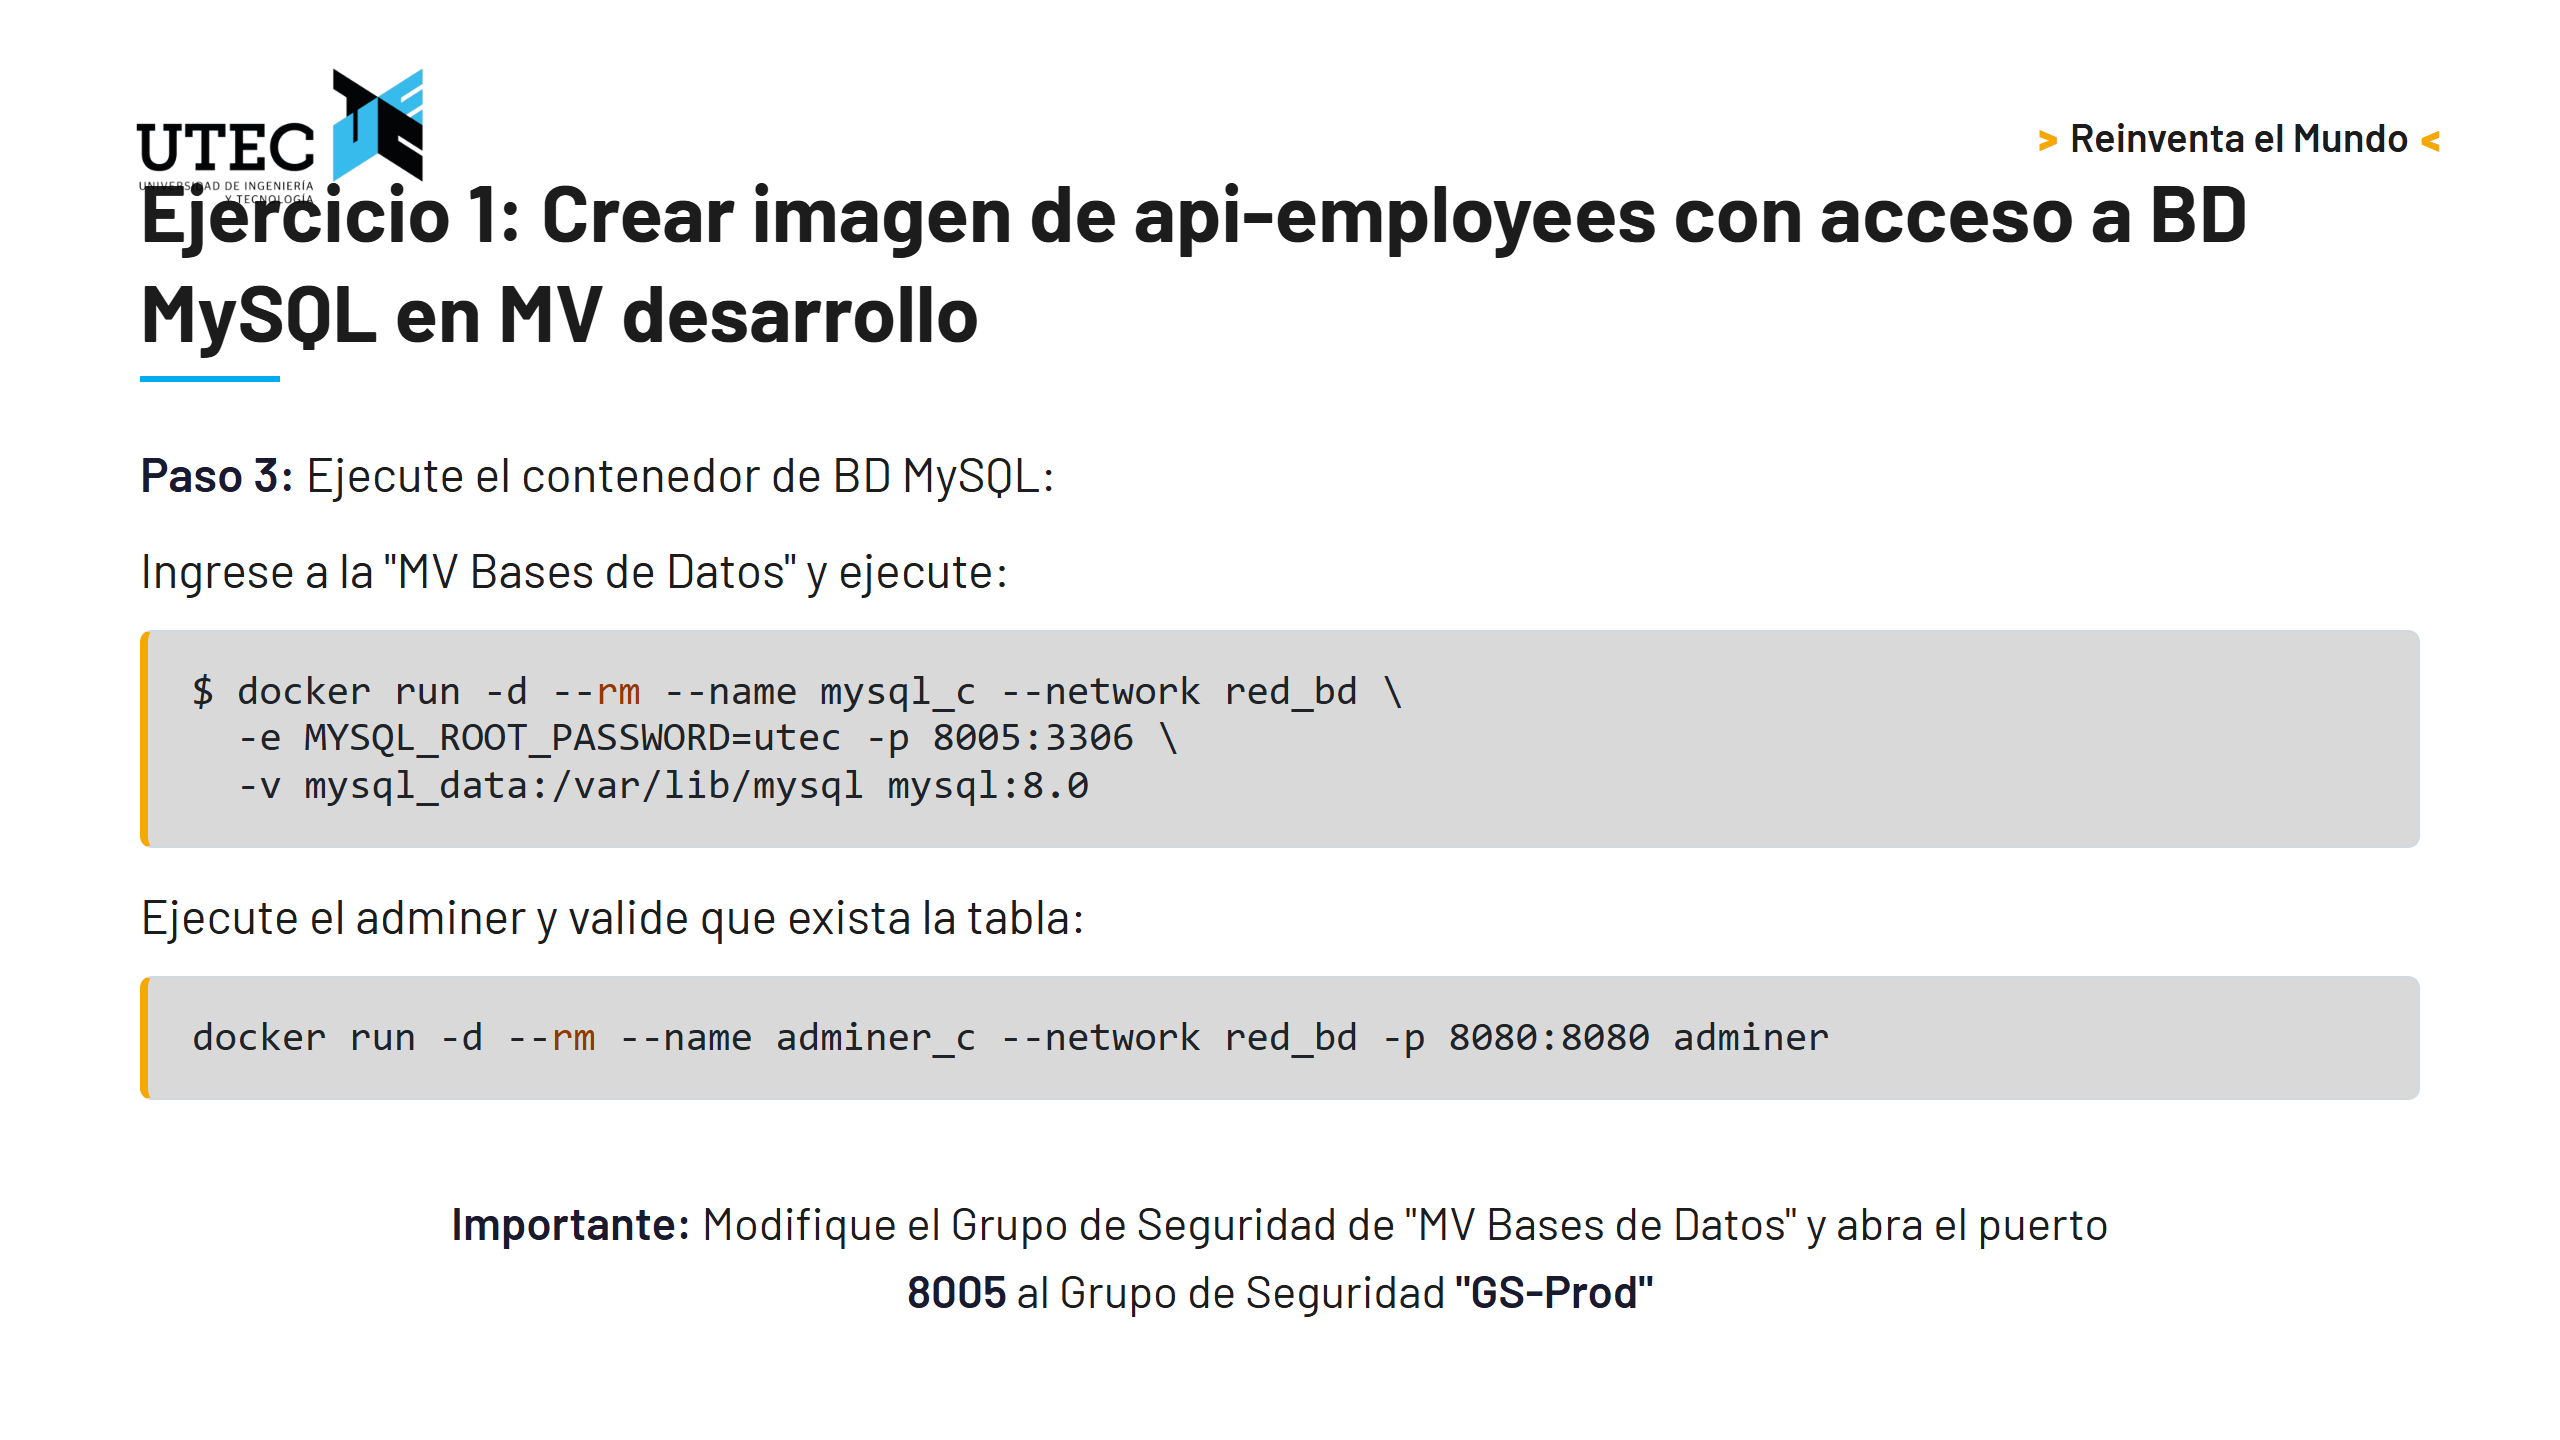 UTEC
UNIVERSIDAD DE INGENIERÍA
Y TECNOLOGÍA
> Reinventa el Mundo <
Ejercicio 1: Crear imagen de api-employees con acceso a BD
MySQL en MV desarrollo
Paso 3: Ejecute el contenedor de BD MySQL:
Ingrese a la "MV Bases de Datos" y ejecute:
$ docker run -d --rm --name mysql_c --network red_bd \
  -e MYSQL_ROOT_PASSWORD=utec -p 8005:3306 \
  -v mysql_data:/var/lib/mysql mysql:8.0
Ejecute el adminer y valide que exista la tabla:
docker run -d --rm --name adminer_c --network red_bd -p 8080:8080 adminer
Importante: Modifique el Grupo de Seguridad de "MV Bases de Datos" y abra el puerto
8005 al Grupo de Seguridad "GS-Prod"